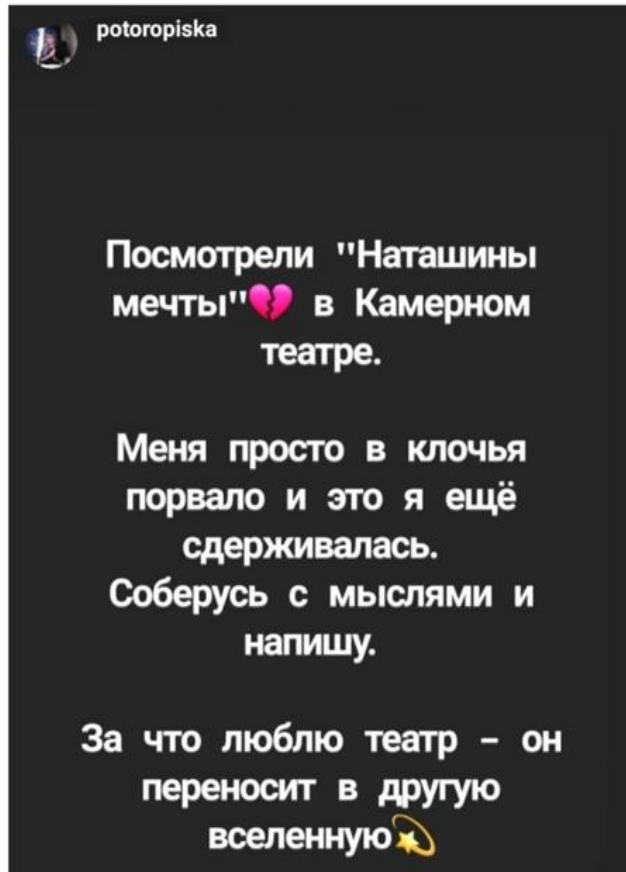 potoropiska
Посмотрели "Наташины
мечты"💔 в Камерном
театре.
Меня просто в клочья
порвало и это я ещё
сдерживалась.
Соберусь с мыслями и
напишу.
За что люблю театр - он
переносит в другую
вселенную💫